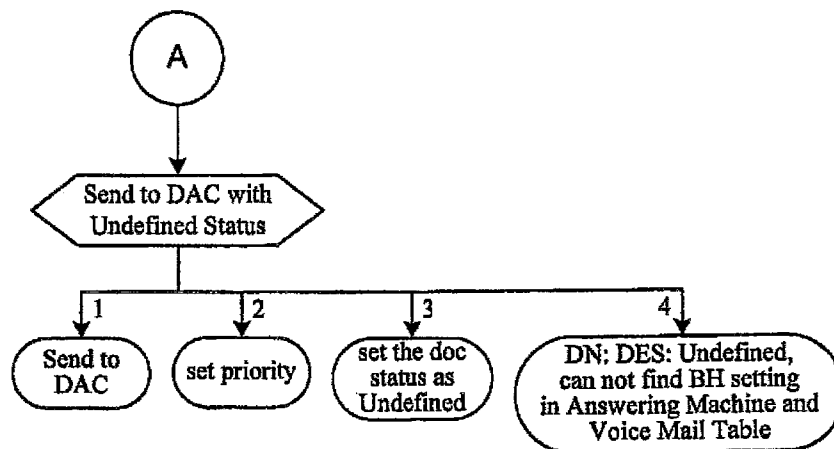 A
Send to DAC with
Undefined Status
1
2
3
4
Send to
DAC
set priority
set the doc
status as
Undefined
DN: DES: Undefined,
can not find BH setting
in Answering Machine and
Voice Mail Table